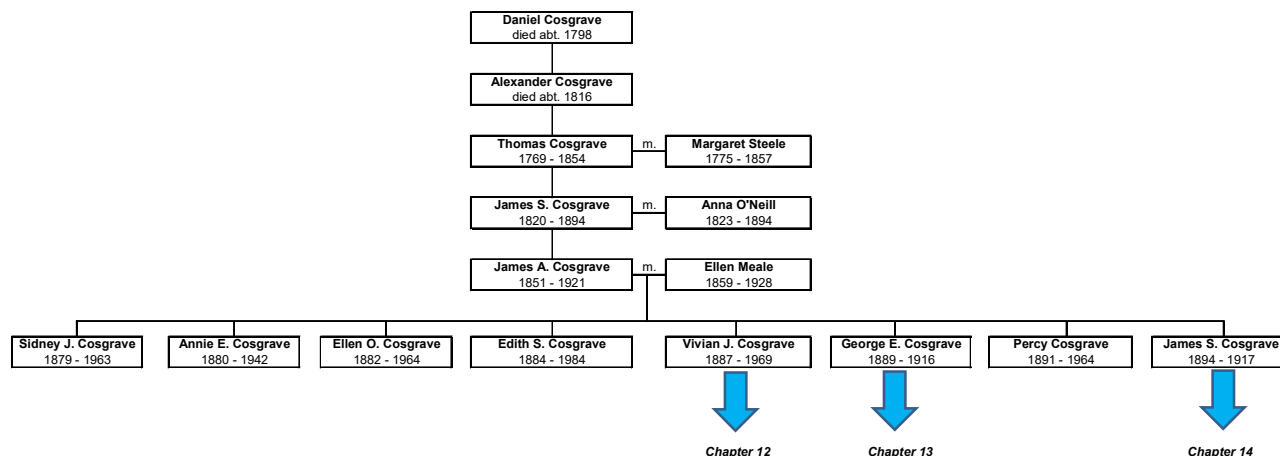 Daniel Cosgrave
died abt. 1798
Alexander Cosgrave
died abt. 1816
Thomas Cosgrave
1769 - 1854
m.
Margaret Steele
1775 - 1857
James S. Cosgrave
1820 - 1894
m.
Anna O'Neill
1823 - 1894
James A. Cosgrave
1851 - 1921
m.
Ellen Meale
1859 - 1928
Sidney J. Cosgrave
1879 - 1963
Annie E. Cosgrave
1880 - 1942
Ellen O. Cosgrave
1882 - 1964
Edith S. Cosgrave
1884 - 1984
Vivian J. Cosgrave
1887 - 1969
George E. Cosgrave
1889 - 1916
Percy Cosgrave
1891 - 1964
James S. Cosgrave
1894 - 1917
Chapter 12
Chapter 13
Chapter 14